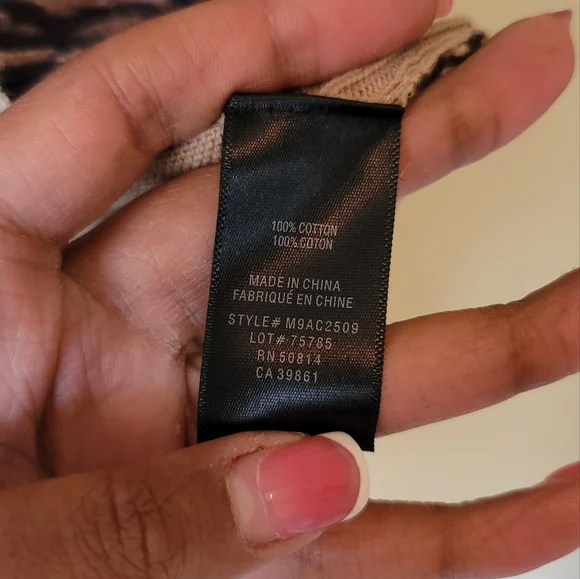 100% COTTON
100% COTON
MADE IN CHINA
FABRIQUÉ EN CHINE
STYLE# M9AC2509
LOT# 75785
RN 50814
CA 39861